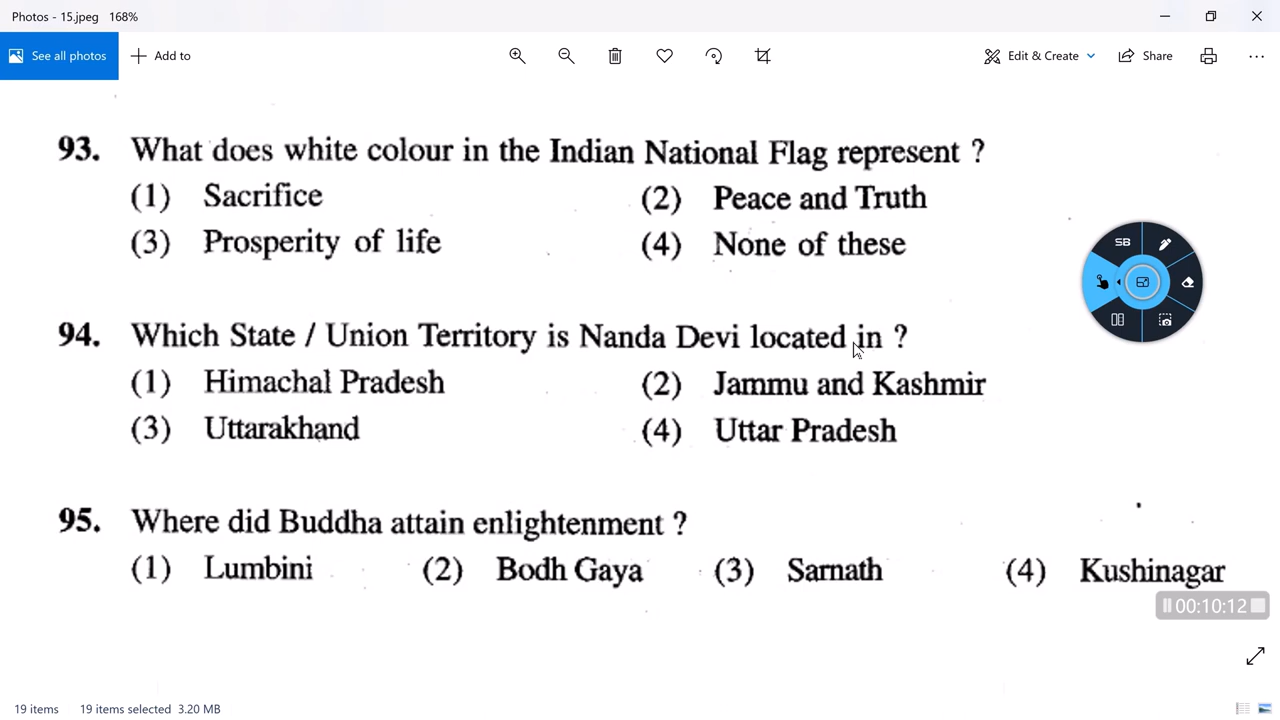 Photos - 15.jpeg 168%
See all photos Add to Edit & Create Share
93. What does white colour in the Indian National Flag represent ?
(1) Sacrifice (2) Peace and Truth
(3) Prosperity of life (4) None of these
SB
94. Which State / Union Territory is Nanda Devi located in ?
(1) Himachal Pradesh (2) Jammu and Kashmir
(3) Uttarakhand (4) Uttar Pradesh
95. Where did Buddha attain enlightenment ?
(1) Lumbini (2) Bodh Gaya (3) Sarnath (4) Kushinagar
00:10:12
19 items 19 items selected 3.20 MB